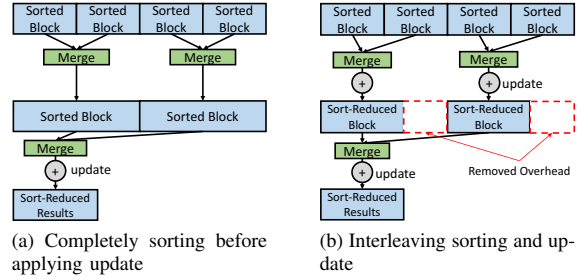 Sorted Block
Sorted Block
Sorted Block
Sorted Block
Merge
Merge
Sorted Block
Sorted Block
Merge
+
update
Sort-Reduced
Results
(a) Completely sorting before
applying update
Sorted Block
Sorted Block
Sorted Block
Sorted Block
Merge
Merge
+
+
update
Sort-Reduced
Block
Sort-Reduced
Block
Merge
Removed Overhead
+
update
Sort-Reduced
Results
(b) Interleaving sorting and up-
date